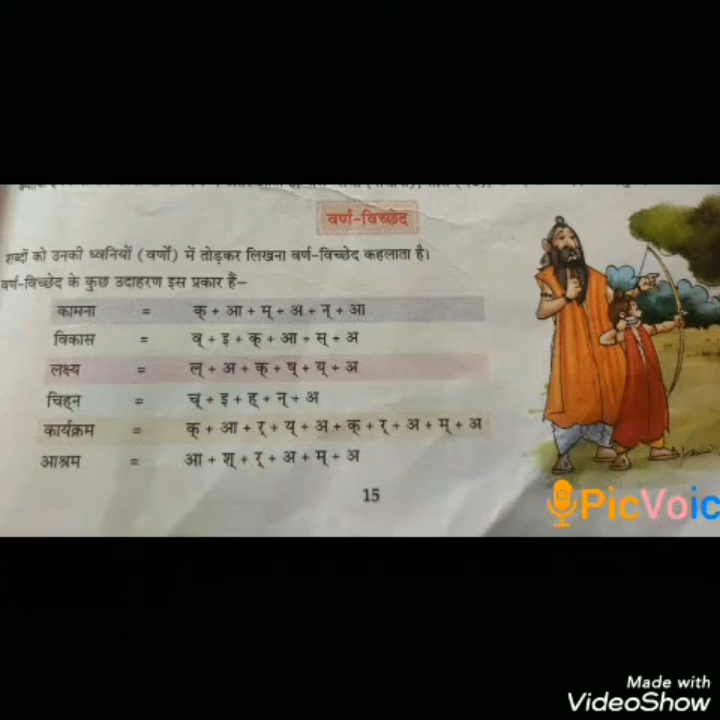 वर्ण-विच्छेद
शब्दों को उनकी ध्वनियों (वर्णों) में तोड़कर लिखना वर्ण-विच्छेद कहलाता है।
वर्ण-विच्छेद के कुछ उदाहरण इस प्रकार हैं–
कामना = क् + आ + म् + अ + न् + आ
विकास = व् + इ + क् + आ + स् + अ
लक्ष्य = ल् + अ + क् + ष् + य् + अ
चिह्न = च् + इ + ह् + न् + अ
कार्यक्रम = क् + आ + र् + य् + अ + क् + र् + अ + म् + अ
आश्रम = आ + श् + र् + अ + म् + अ
15
PicVoic
Made with
VideoShow